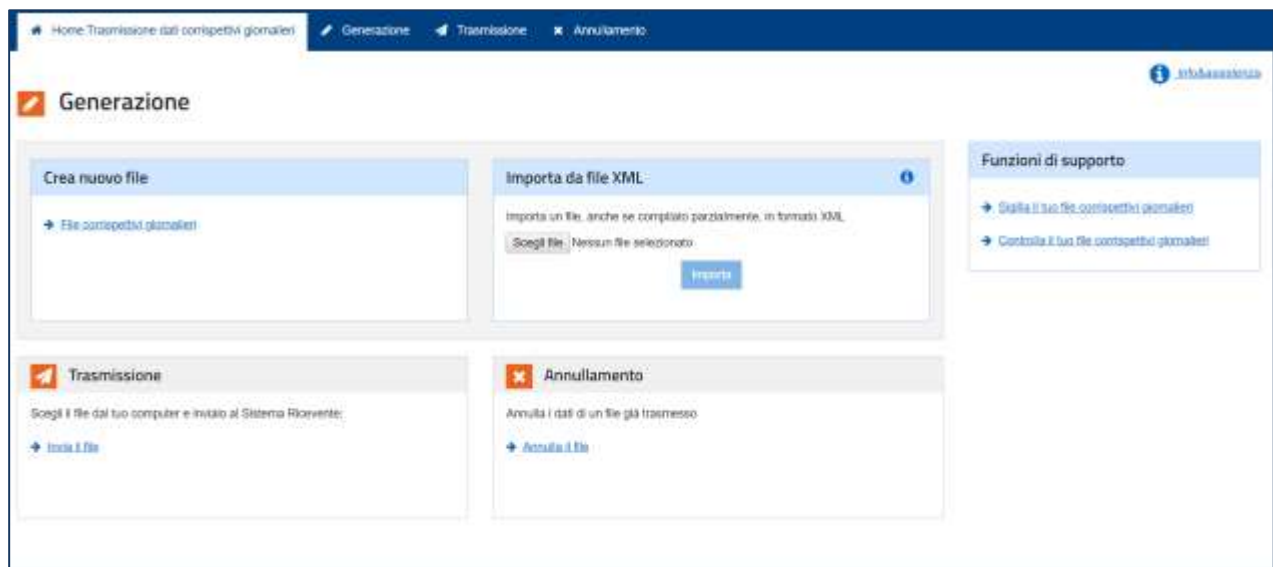 Home Trasmissione dati corrispettivi giornalieri
Generazione
Trasmissione
Annullamento
Info&assistenza
Generazione
Crea nuovo file
File corrispettivi giornalieri
Importa da file XML
Importa un file, anche se compilato parzialmente, in formato XML.
Scegli file Nessun file selezionato
Importa
Funzioni di supporto
Sigilla il tuo file corrispettivi giornalieri
Controlla il tuo file corrispettivi giornalieri
Trasmissione
Scegli il file dal tuo computer e invialo al Sistema Ricevente:
Invia il file
Annullamento
Annulla i dati di un file già trasmesso
Annulla il file